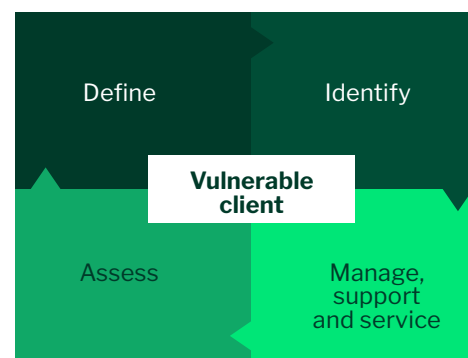 Define
Identify
Vulnerable
client
Assess
Manage,
support
and service